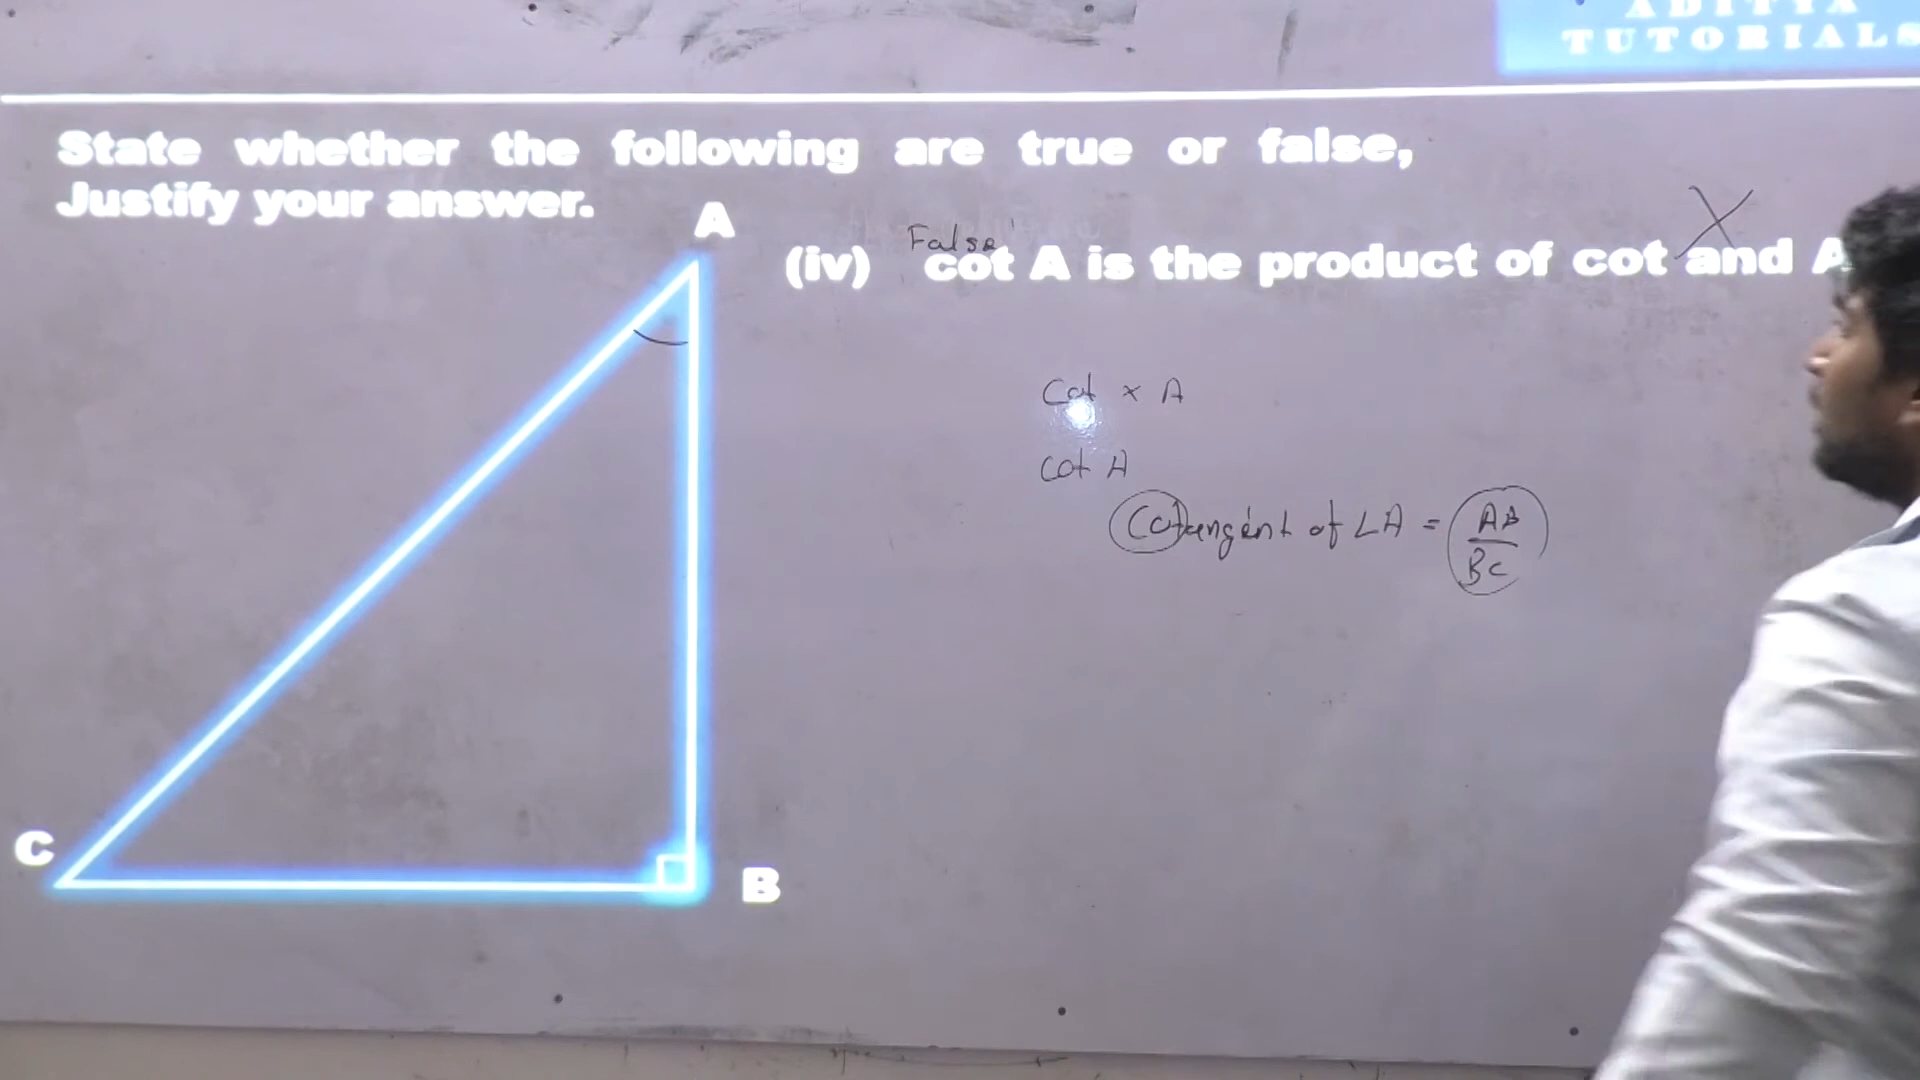 ADITYA
TUTORIALS
State whether the following are true or false,
Justify your answer.
A
False
(iv) cot A is the product of cot and A
Cot × A
Cot A
Cotangent of ∠A = AB
BC
C
B